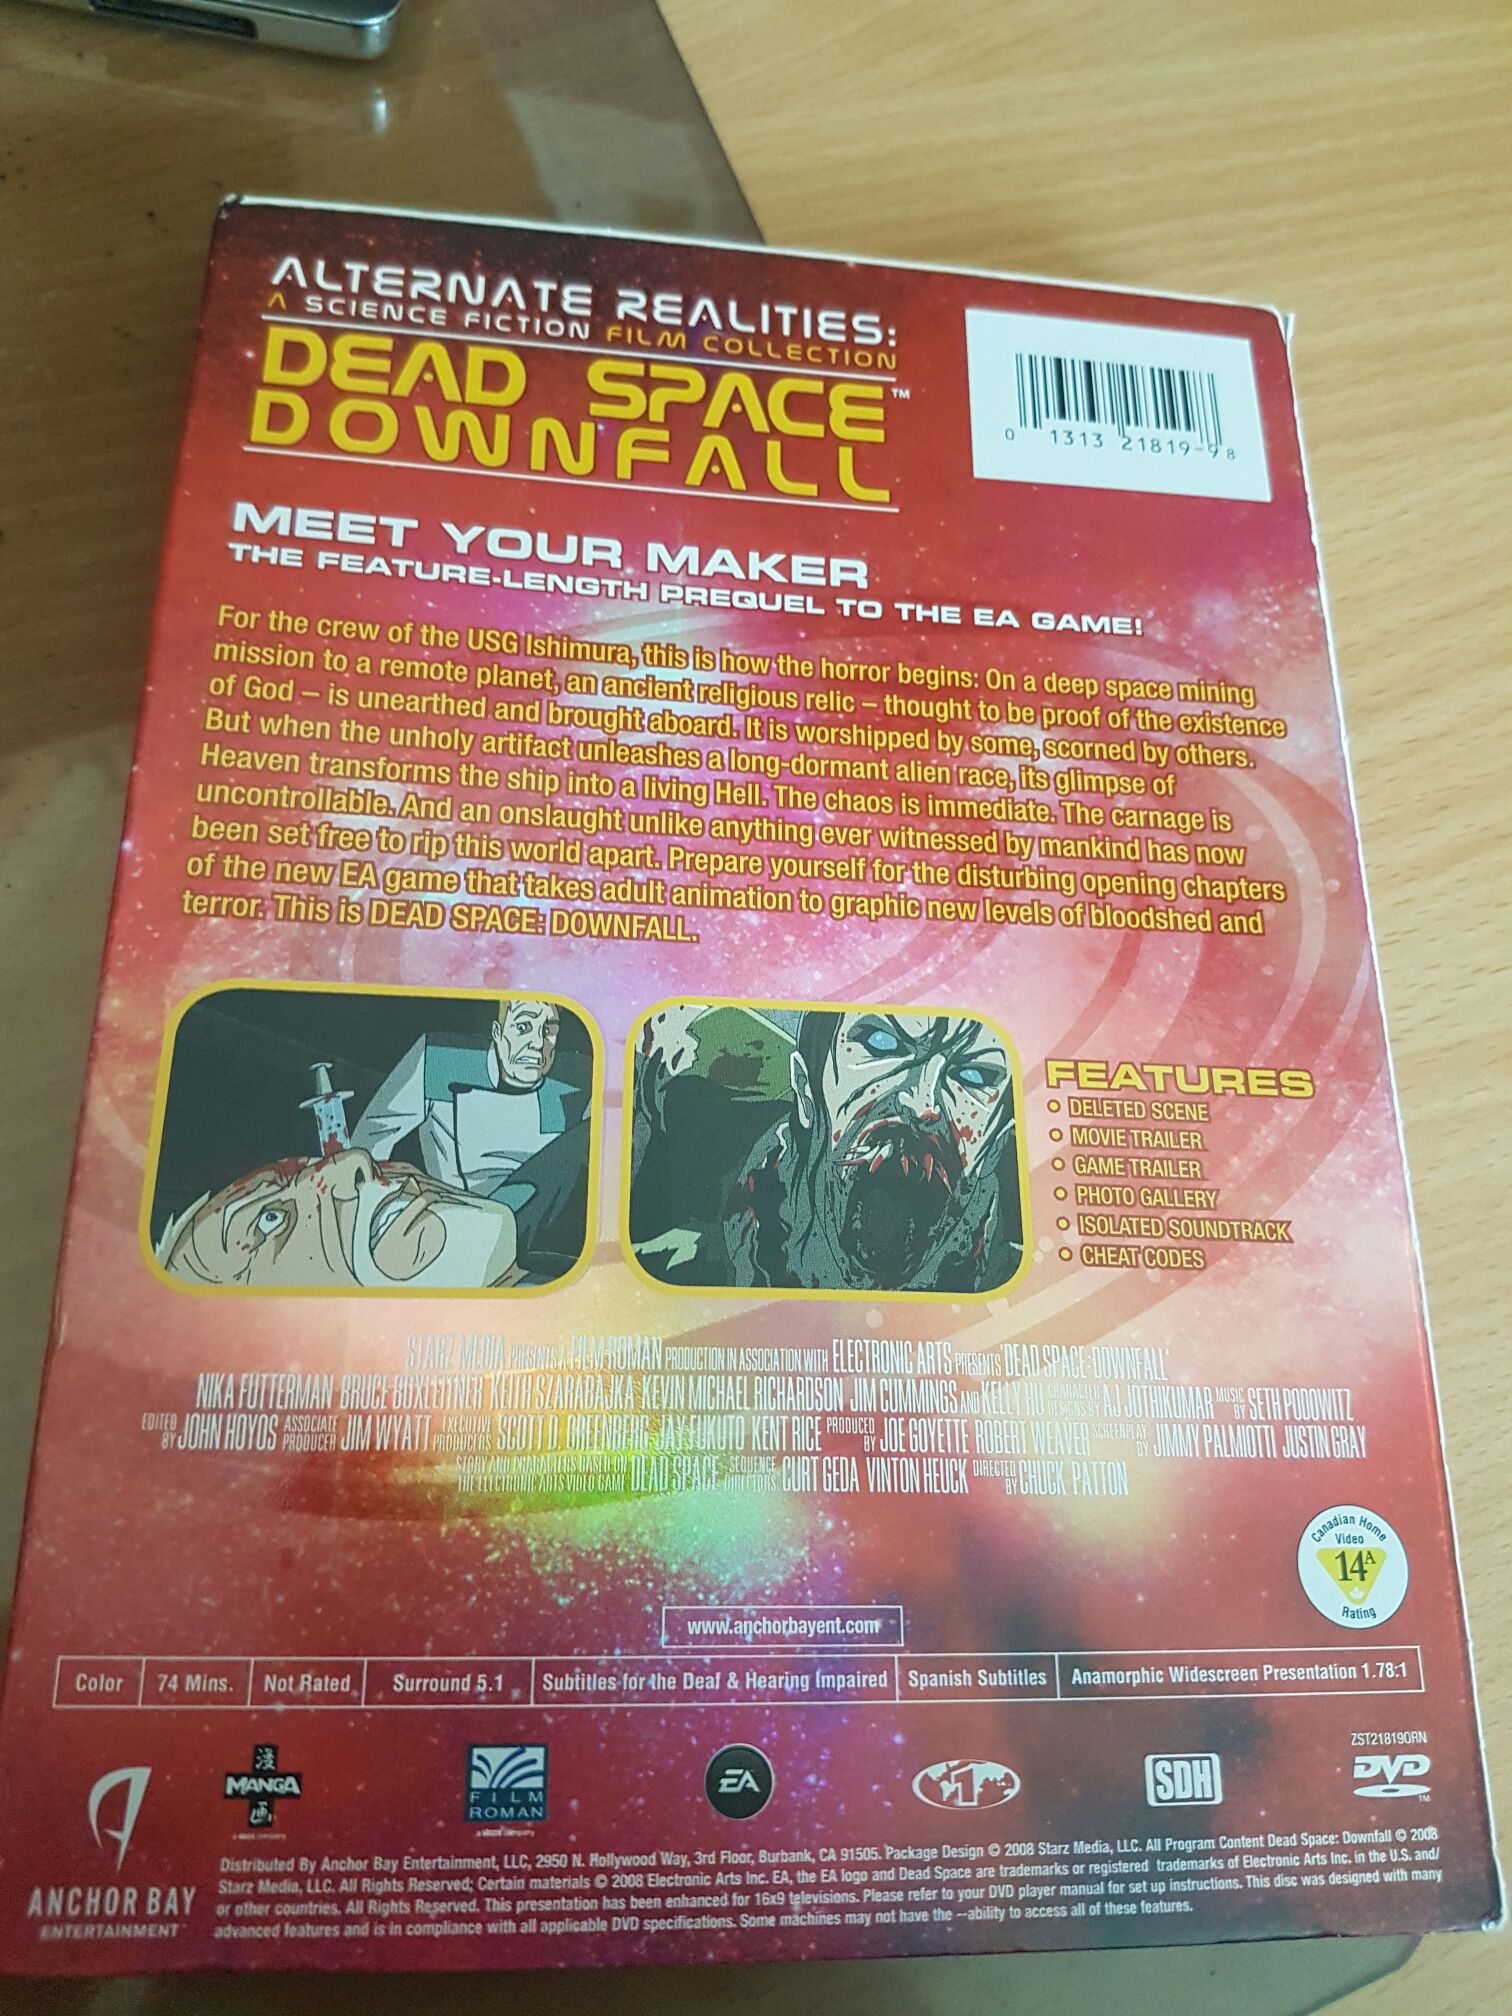 ALTERNATE REALITIES:
A SCIENCE FICTION FILM COLLECTION
DEAD SPACE™
DOWNFALL
0 1313 21819-9 8
MEET YOUR MAKER
THE FEATURE-LENGTH PREQUEL TO THE EA GAME!
For the crew of the USG Ishimura, this is how the horror begins: On a deep space mining
mission to a remote planet, an ancient religious relic – thought to be proof of the existence
of God – is unearthed and brought aboard. It is worshipped by some, scorned by others.
But when the unholy artifact unleashes a long-dormant alien race, its glimpse of
Heaven transforms the ship into a living Hell. The chaos is immediate. The carnage is
uncontrollable. And an onslaught unlike anything ever witnessed by mankind has now
been set free to rip this world apart. Prepare yourself for the disturbing opening chapters
of the new EA game that takes adult animation to graphic new levels of bloodshed and
terror. This is DEAD SPACE: DOWNFALL.
FEATURES
• DELETED SCENE
• MOVIE TRAILER
• GAME TRAILER
• PHOTO GALLERY
• ISOLATED SOUNDTRACK
• CHEAT CODES
STARZ MEDIA PRESENTS A FILM ROMAN PRODUCTION IN ASSOCIATION WITH ELECTRONIC ARTS PRESENTS 'DEAD SPACE: DOWNFALL'
NIKA FUTTERMAN BRUCE BOXLEITNER KEITH SZARABAJKA KEVIN MICHAEL RICHARDSON JIM CUMMINGS AND KELLY HU CHARACTER DESIGNS BY AJ JOTHIKUMAR MUSIC BY SETH PODOWITZ
EDITED BY JOHN HOYOS ASSOCIATE PRODUCER JIM WYATT EXECUTIVE PRODUCERS SCOTT D. GREENBERG JAY FUKUTO KENT RICE PRODUCED BY JOE GOYETTE ROBERT WEAVER SCREENPLAY BY JIMMY PALMIOTTI JUSTIN GRAY
STORY AND CHARACTERS BASED ON THE ELECTRONIC ARTS VIDEO GAME DEAD SPACE SEQUENCE DIRECTORS CURT GEDA VINTON HEUCK DIRECTED BY CHUCK PATTON
Canadian Home
Video
14A
Rating
www.anchorbayent.com
Color 74 Mins. Not Rated Surround 5.1 Subtitles for the Deaf & Hearing Impaired Spanish Subtitles Anamorphic Widescreen Presentation 1.78:1
ANCHOR BAY
ENTERTAINMENT™
漫
MANGA
画
FILM
ROMAN
EA
1
SDH
ZST21819ORN
DVD™
Distributed By Anchor Bay Entertainment, LLC, 2950 N. Hollywood Way, 3rd Floor, Burbank, CA 91505. Package Design © 2008 Starz Media, LLC. All Program Content Dead Space: Downfall © 2008
Starz Media, LLC. All Rights Reserved; Certain materials © 2008 Electronic Arts Inc. EA, the EA logo and Dead Space are trademarks or registered trademarks of Electronic Arts Inc. in the U.S. and/
or other countries. All Rights Reserved. This presentation has been enhanced for 16x9 televisions. Please refer to your DVD player manual for set up instructions. This disc was designed with many
advanced features and is in compliance with all applicable DVD specifications. Some machines may not have the --ability to access all of these features.